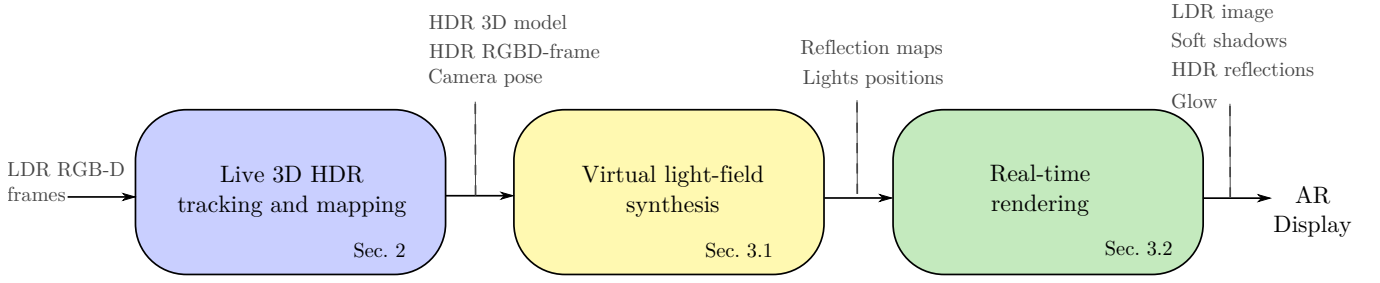 LDR RGB-D
frames
Live 3D HDR
tracking and mapping
Sec. 2
HDR 3D model
HDR RGBD-frame
Camera pose
Virtual light-field
synthesis
Sec. 3.1
Reflection maps
Lights positions
Real-time
rendering
Sec. 3.2
LDR image
Soft shadows
HDR reflections
Glow
AR
Display